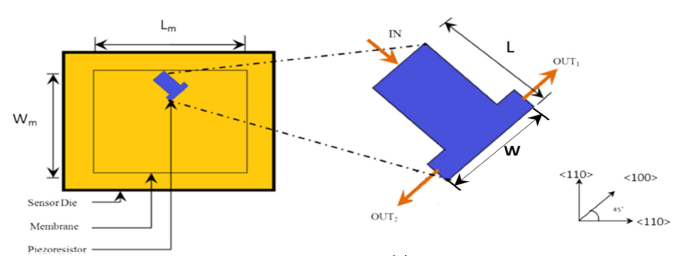 Lm
Wm
Sensor Die
Membrane
Piezoresistor
IN
L
OUT1
W
OUT2
<110>
<100>
45°
<110>